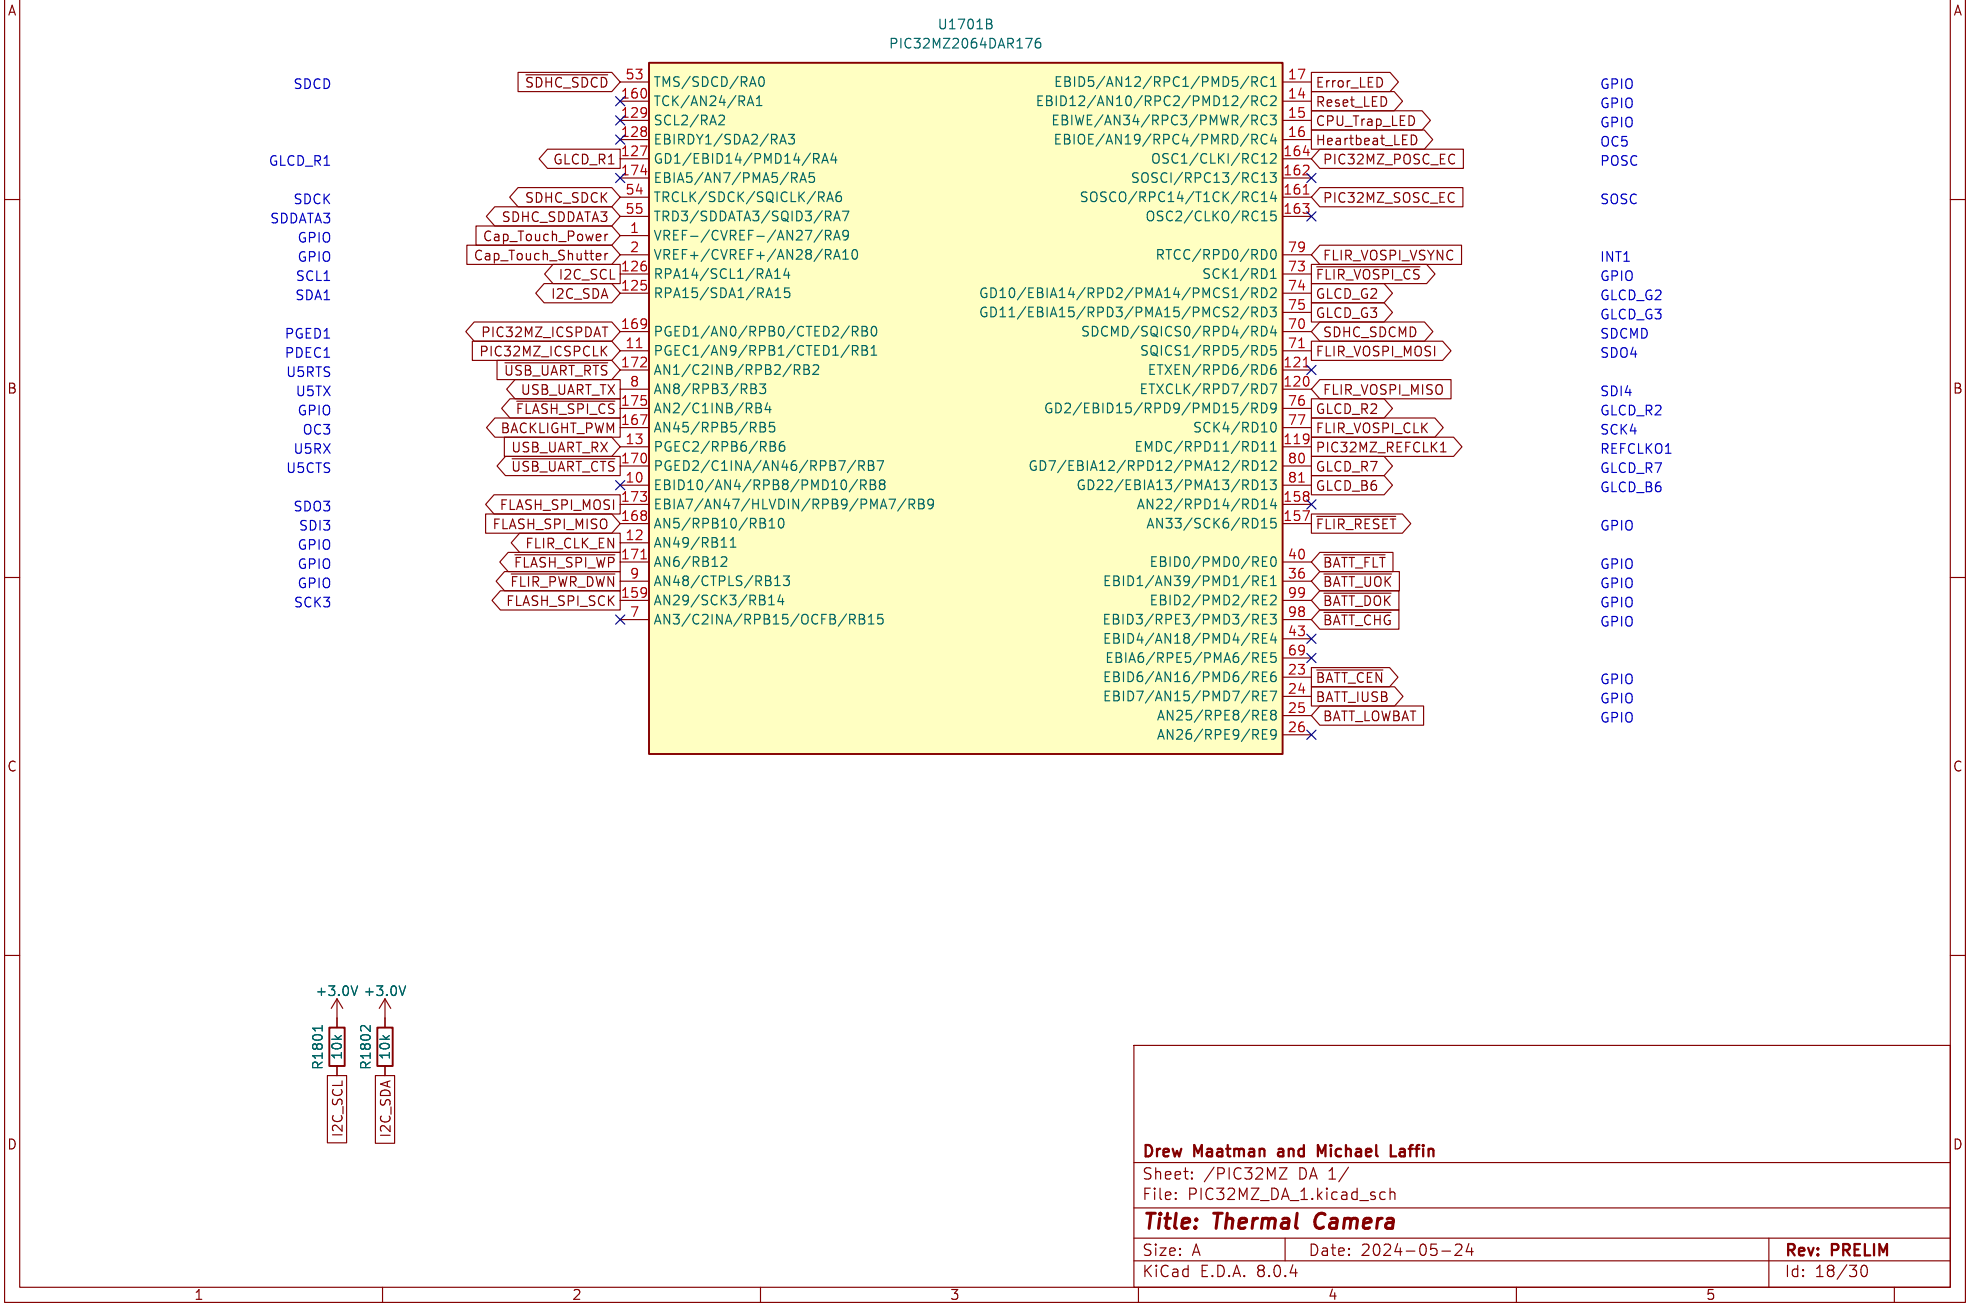 A A
U1701B
PIC32MZ2064DAR176
SDCD SDHC_SDCD 53 TMS/SDCD/RA0 EBID5/AN12/RPC1/PMD5/RC1 17 Error_LED GPIO
160 TCK/AN24/RA1 EBID12/AN10/RPC2/PMD12/RC2 14 Reset_LED GPIO
129 SCL2/RA2 EBIWE/AN34/RPC3/PMWR/RC3 15 CPU_Trap_LED GPIO
128 EBIRDY1/SDA2/RA3 EBIOE/AN19/RPC4/PMRD/RC4 16 Heartbeat_LED OC5
GLCD_R1 GLCD_R1 127 GD1/EBID14/PMD14/RA4 OSC1/CLKI/RC12 164 PIC32MZ_POSC_EC POSC
174 EBIA5/AN7/PMA5/RA5 SOSCI/RPC13/RC13 162
SDCK SDHC_SDCK 54 TRCLK/SDCK/SQICLK/RA6 SOSCO/RPC14/T1CK/RC14 161 PIC32MZ_SOSC_EC SOSC
SDDATA3 SDHC_SDDATA3 55 TRD3/SDDATA3/SQID3/RA7 OSC2/CLKO/RC15 163
GPIO Cap_Touch_Power 1 VREF-/CVREF-/AN27/RA9
GPIO Cap_Touch_Shutter 2 VREF+/CVREF+/AN28/RA10 RTCC/RPD0/RD0 79 FLIR_VOSPI_VSYNC INT1
SCL1 I2C_SCL 126 RPA14/SCL1/RA14 SCK1/RD1 73 FLIR_VOSPI_CS GPIO
SDA1 I2C_SDA 125 RPA15/SDA1/RA15 GD10/EBIA14/RPD2/PMA14/PMCS1/RD2 74 GLCD_G2 GLCD_G2
GD11/EBIA15/RPD3/PMA15/PMCS2/RD3 75 GLCD_G3 GLCD_G3
PGED1 PIC32MZ_ICSPDAT 169 PGED1/AN0/RPB0/CTED2/RB0 SDCMD/SQICS0/RPD4/RD4 70 SDHC_SDCMD SDCMD
PDEC1 PIC32MZ_ICSPCLK 11 PGEC1/AN9/RPB1/CTED1/RB1 SQICS1/RPD5/RD5 71 FLIR_VOSPI_MOSI SDO4
U5RTS USB_UART_RTS 172 AN1/C2INB/RPB2/RB2 ETXEN/RPD6/RD6 121
U5TX USB_UART_TX 8 AN8/RPB3/RB3 ETXCLK/RPD7/RD7 120 FLIR_VOSPI_MISO SDI4
B GPIO FLASH_SPI_CS 175 AN2/C1INB/RB4 GD2/EBID15/RPD9/PMD15/RD9 76 GLCD_R2 GLCD_R2 B
OC3 BACKLIGHT_PWM 167 AN45/RPB5/RB5 SCK4/RD10 77 FLIR_VOSPI_CLK SCK4
U5RX USB_UART_RX 13 PGEC2/RPB6/RB6 EMDC/RPD11/RD11 119 PIC32MZ_REFCLK1 REFCLKO1
U5CTS USB_UART_CTS 170 PGED2/C1INA/AN46/RPB7/RB7 GD7/EBIA12/RPD12/PMA12/RD12 80 GLCD_R7 GLCD_R7
10 EBID10/AN4/RPB8/PMD10/RB8 GD22/EBIA13/PMA13/RD13 81 GLCD_B6 GLCD_B6
SDO3 FLASH_SPI_MOSI 173 EBIA7/AN47/HLVDIN/RPB9/PMA7/RB9 AN22/RPD14/RD14 158
SDI3 FLASH_SPI_MISO 168 AN5/RPB10/RB10 AN33/SCK6/RD15 157 FLIR_RESET GPIO
GPIO FLIR_CLK_EN 12 AN49/RB11
GPIO FLASH_SPI_WP 171 AN6/RB12 EBID0/PMD0/RE0 40 BATT_FLT GPIO
GPIO FLIR_PWR_DWN 9 AN48/CTPLS/RB13 EBID1/AN39/PMD1/RE1 36 BATT_UOK GPIO
SCK3 FLASH_SPI_SCK 159 AN29/SCK3/RB14 EBID2/PMD2/RE2 99 BATT_DOK GPIO
7 AN3/C2INA/RPB15/OCFB/RB15 EBID3/RPE3/PMD3/RE3 98 BATT_CHG GPIO
EBID4/AN18/PMD4/RE4 43
EBIA6/RPE5/PMA6/RE5 69
EBID6/AN16/PMD6/RE6 23 BATT_CEN GPIO
EBID7/AN15/PMD7/RE7 24 BATT_IUSB GPIO
AN25/RPE8/RE8 25 BATT_LOWBAT GPIO
AN26/RPE9/RE9 26
C C
+3.0V +3.0V
R1801 10k R1802 10k
I2C_SCL I2C_SDA
D D
Drew Maatman and Michael Laffin
Sheet: /PIC32MZ DA 1/
File: PIC32MZ_DA_1.kicad_sch
Title: Thermal Camera
Size: A Date: 2024-05-24 Rev: PRELIM
KiCad E.D.A. 8.0.4 Id: 18/30
1 2 3 4 5